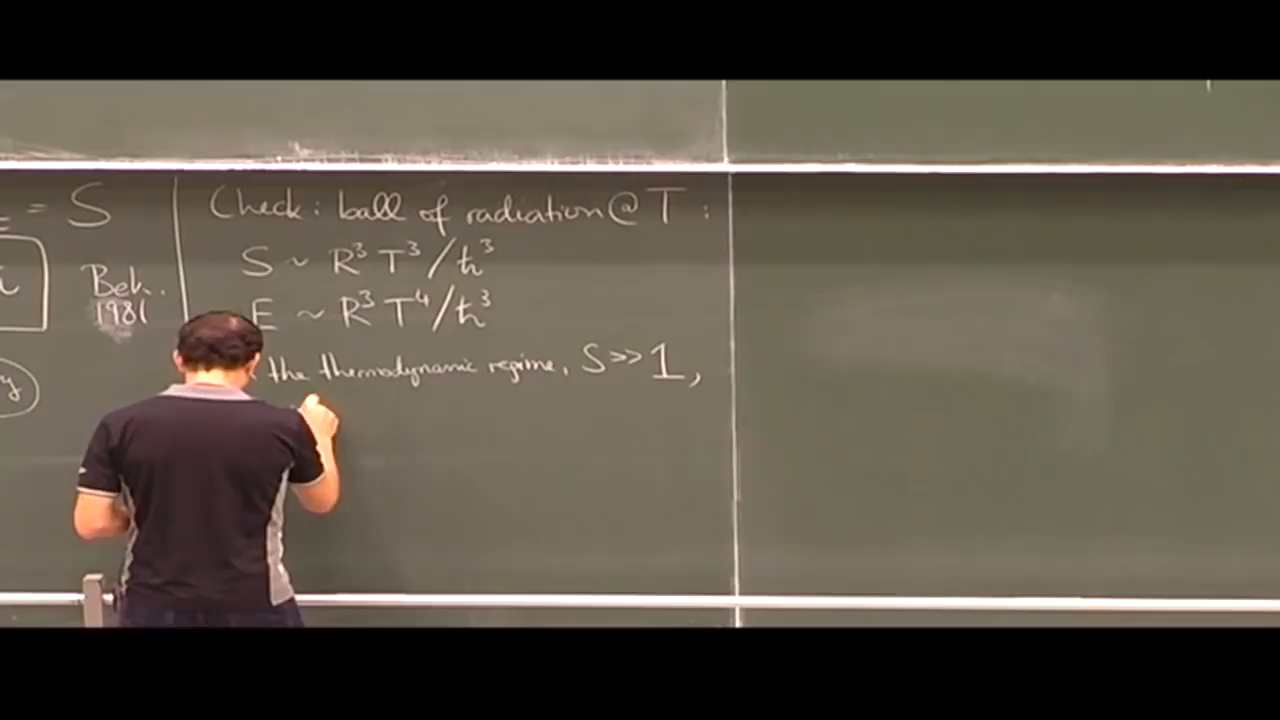 = S
Check: ball of radiation @ T :
S ~ R³ T³ / ħ³
Bek.
1981
E ~ R³ T⁴ / ħ³
the thermodynamic regime, S >> 1,
y